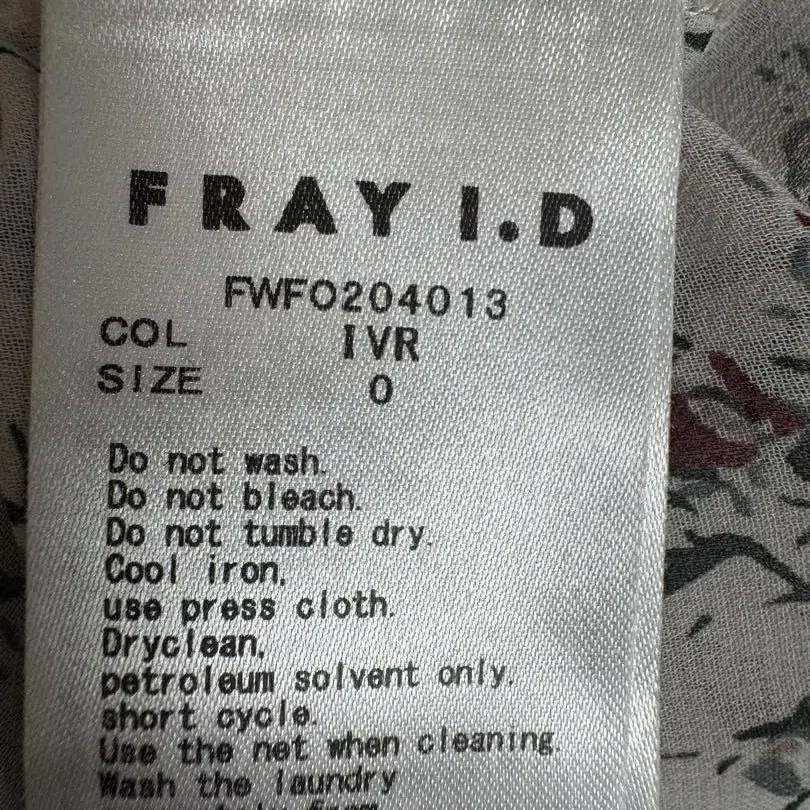 FRAY I.D
FWFO204013
COL IVR
SIZE 0
Do not wash.
Do not bleach.
Do not tumble dry.
Cool iron.
use press cloth.
Dryclean.
petroleum solvent only.
short cycle.
Use the net when cleaning.
Wash the laundry
from